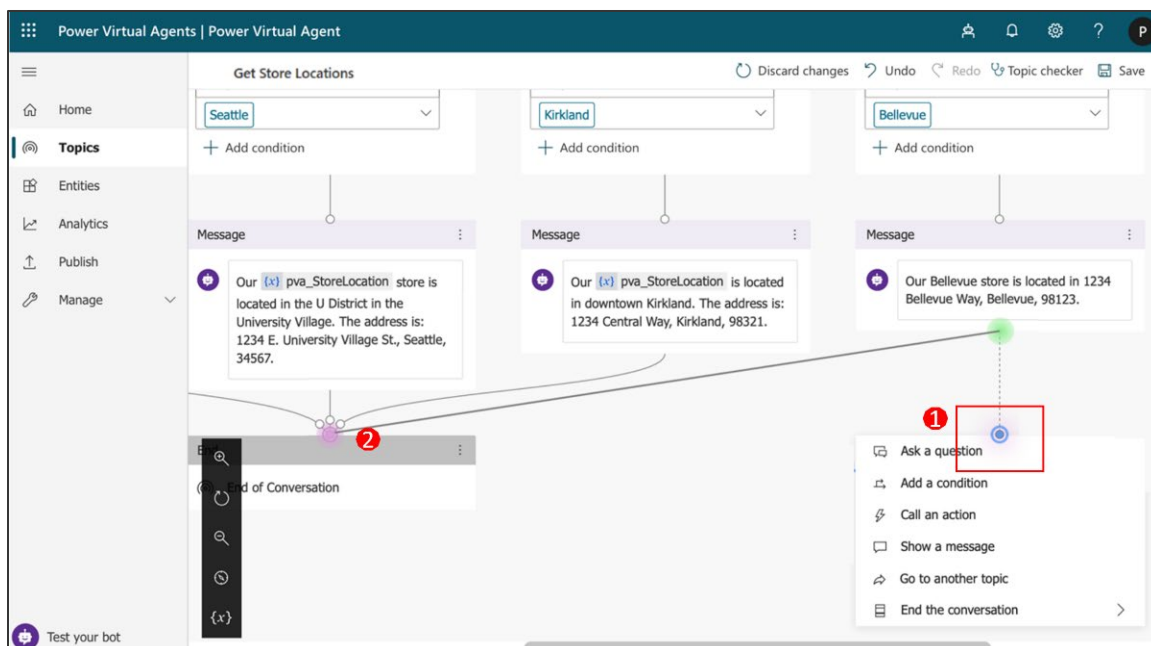 Power Virtual Agents | Power Virtual Agent
P
Get Store Locations
Discard changes
Undo
Redo
Topic checker
Save
Home
Topics
Entities
Analytics
Publish
Manage
Test your bot
Seattle
Add condition
Message
Our {x} pva_StoreLocation store is
located in the U District in the
University Village. The address is:
1234 E. University Village St., Seattle,
34567.
Kirkland
Add condition
Message
Our {x} pva_StoreLocation is located
in downtown Kirkland. The address is:
1234 Central Way, Kirkland, 98321.
Bellevue
Add condition
Message
Our Bellevue store is located in 1234
Bellevue Way, Bellevue, 98123.
2
End of Conversation
{x}
1
Ask a question
Add a condition
Call an action
Show a message
Go to another topic
End the conversation